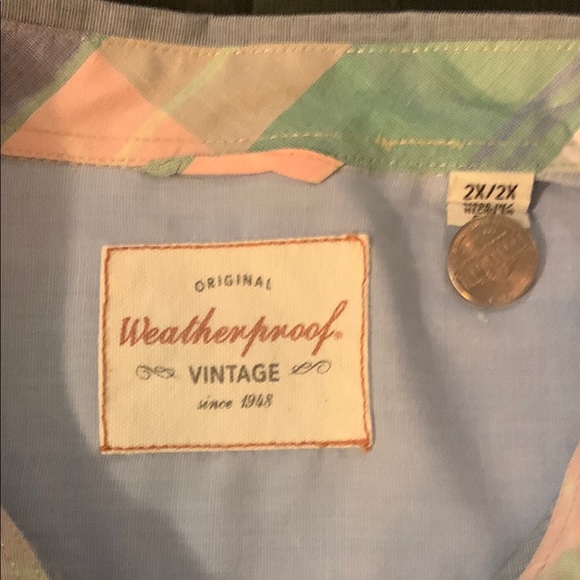 ORIGINAL
Weatherproof®
VINTAGE
since 1948
2X/2X